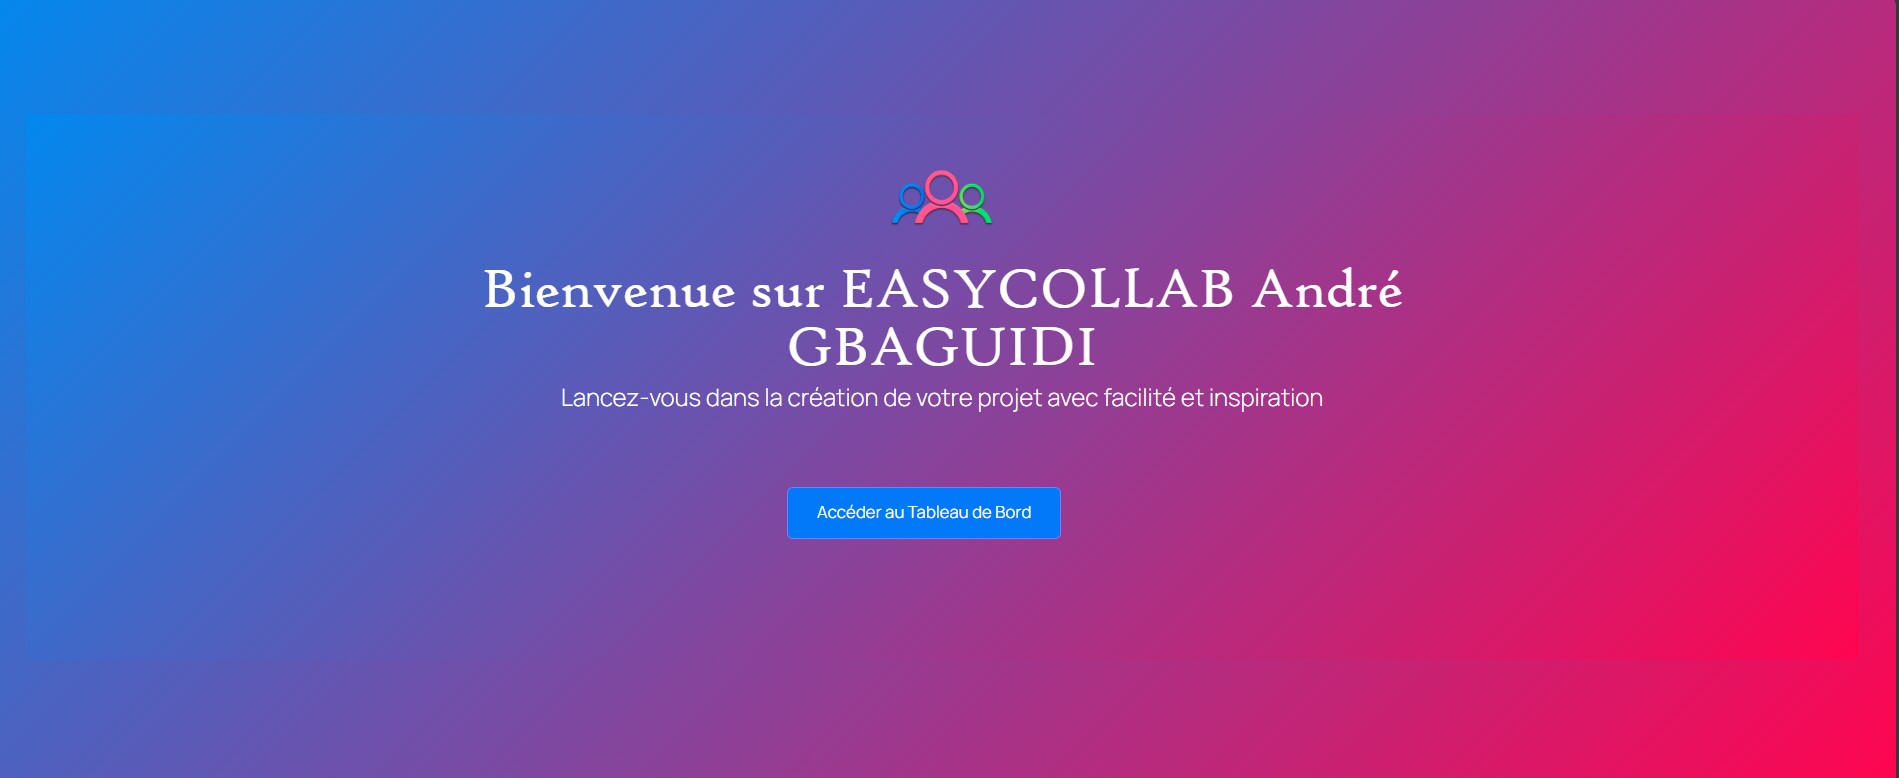 Bienvenue sur EASYCOLLAB André
GBAGUIDI
Lancez-vous dans la création de votre projet avec facilité et inspiration
Accéder au Tableau de Bord